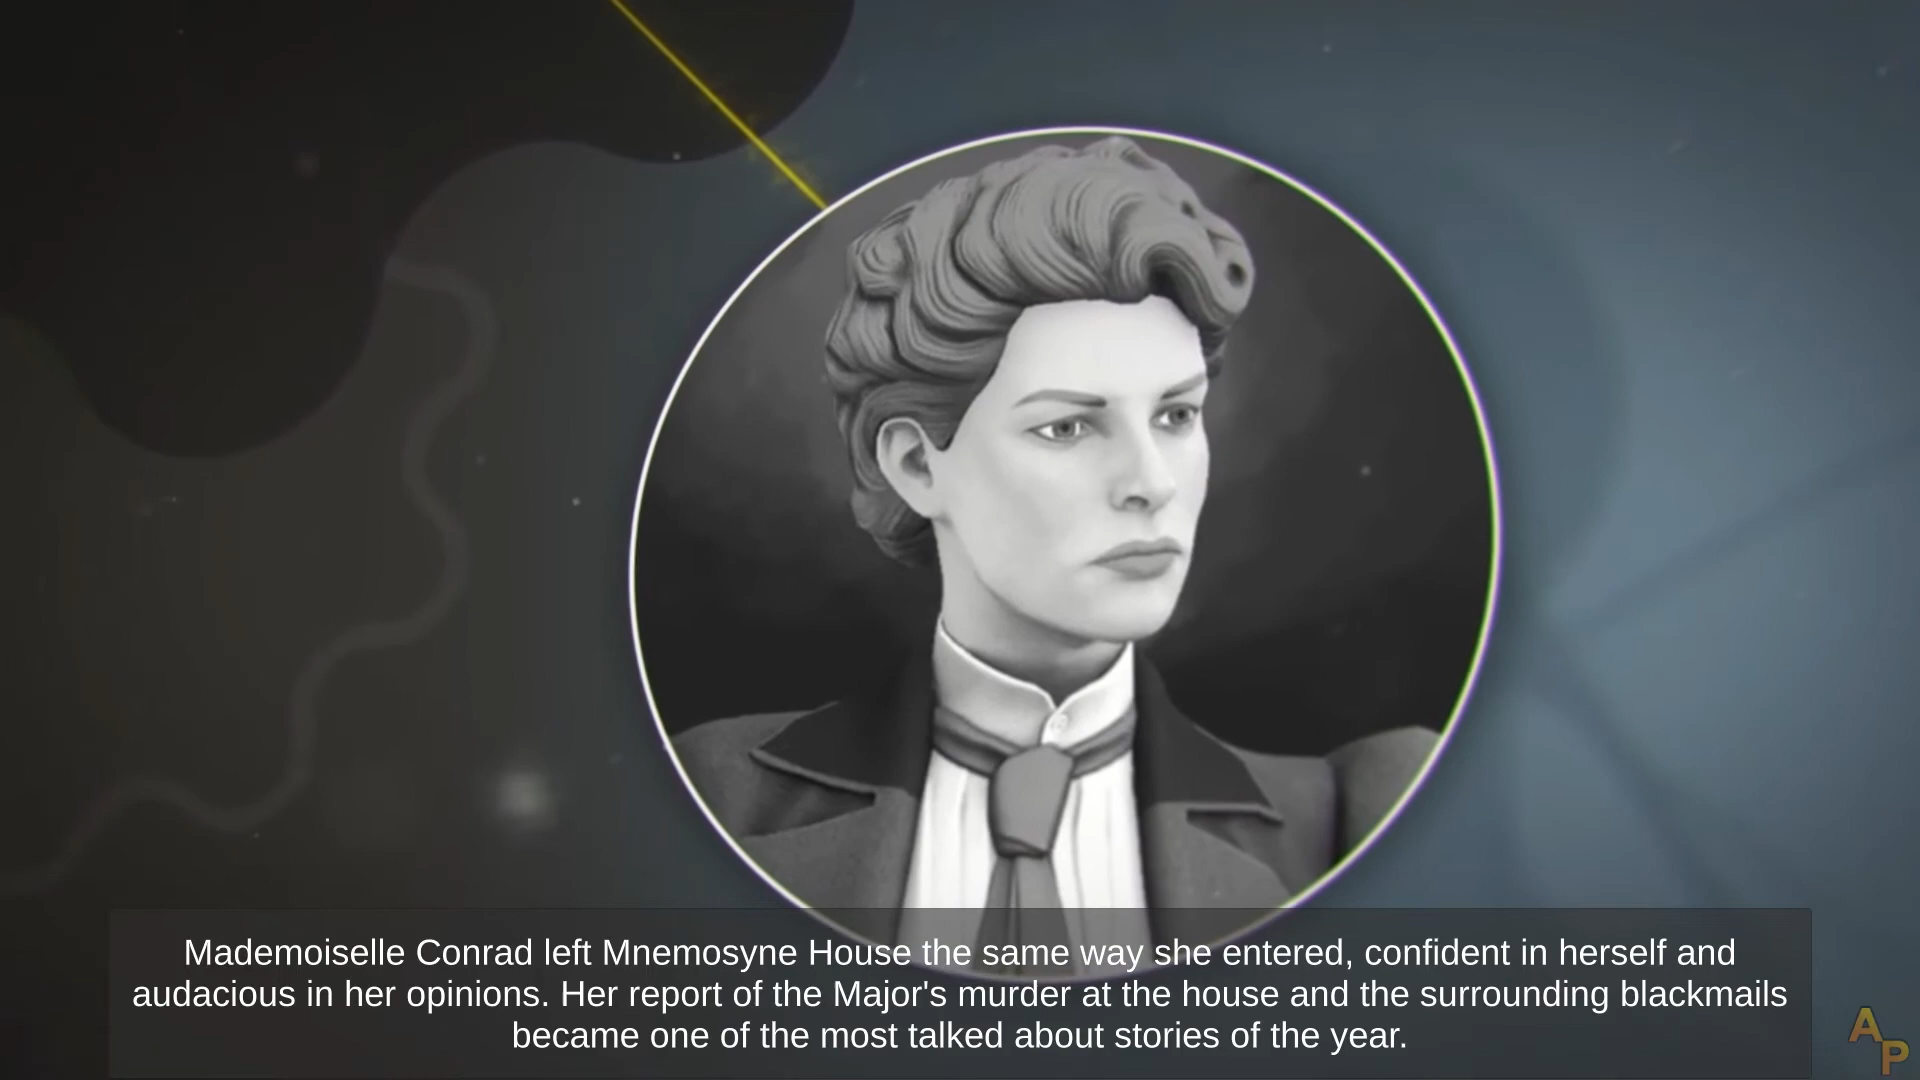 Mademoiselle Conrad left Mnemosyne House the same way she entered, confident in herself and
audacious in her opinions. Her report of the Major's murder at the house and the surrounding blackmails
became one of the most talked about stories of the year.
A
P